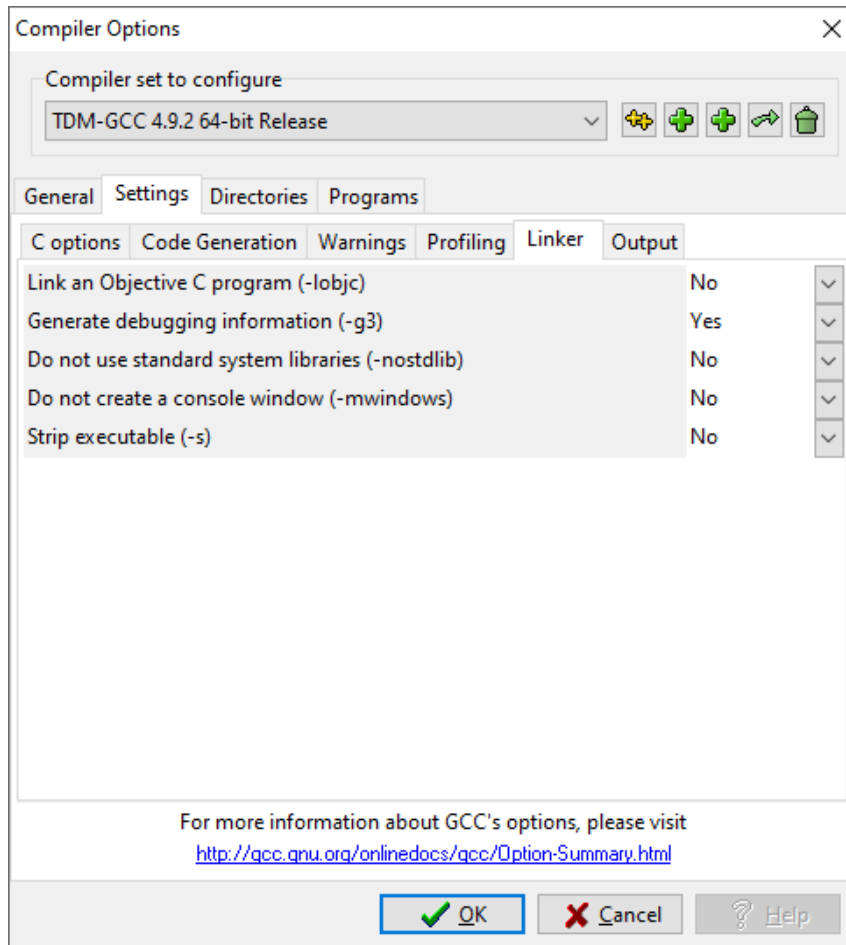 Compiler Options
Compiler set to configure
TDM-GCC 4.9.2 64-bit Release
General Settings Directories Programs
C options Code Generation Warnings Profiling Linker Output
Link an Objective C program (-lobjc) No
Generate debugging information (-g3) Yes
Do not use standard system libraries (-nostdlib) No
Do not create a console window (-mwindows) No
Strip executable (-s) No
For more information about GCC's options, please visit
http://gcc.gnu.org/onlinedocs/gcc/Option-Summary.html
OK Cancel Help